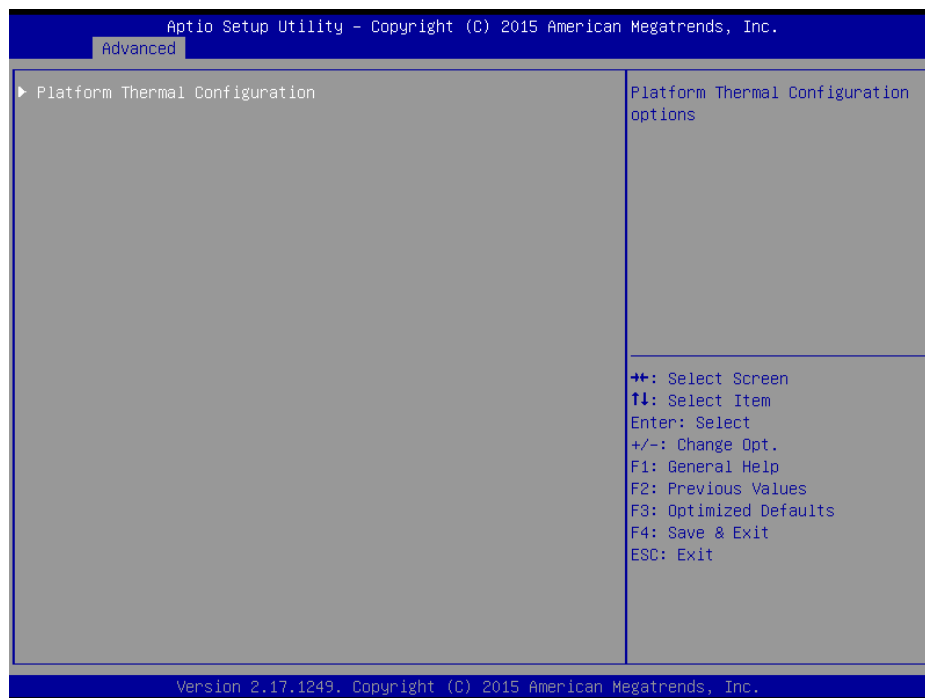 Aptio Setup Utility – Copyright (C) 2015 American Megatrends, Inc.
Advanced
▶ Platform Thermal Configuration
Platform Thermal Configuration
options
→←: Select Screen
↑↓: Select Item
Enter: Select
+/-: Change Opt.
F1: General Help
F2: Previous Values
F3: Optimized Defaults
F4: Save & Exit
ESC: Exit
Version 2.17.1249. Copyright (C) 2015 American Megatrends, Inc.